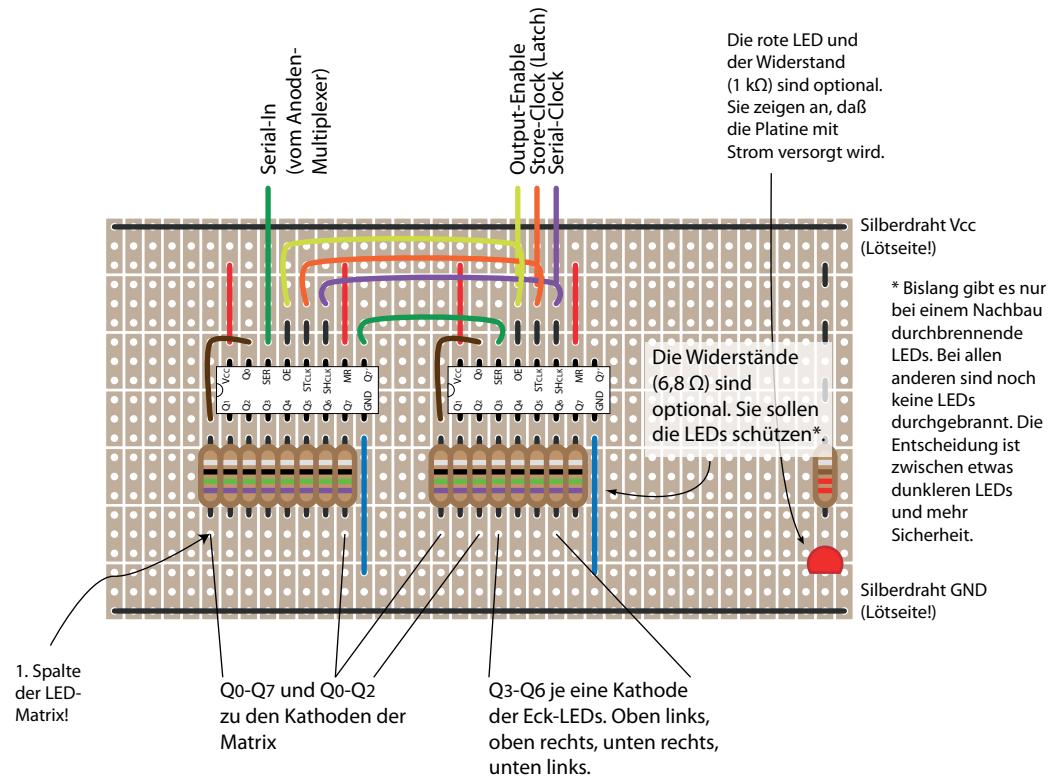 Serial-In
(vom Anoden-
Multiplexer)
Output-Enable
Store-Clock (Latch)
Serial-Clock
Die rote LED und
der Widerstand
(1 kΩ) sind optional.
Sie zeigen an, daß
die Platine mit
Strom versorgt wird.
Silberdraht Vcc
(Lötseite!)
* Bislang gibt es nur
bei einem Nachbau
durchbrennende
LEDs. Bei allen
anderen sind noch
keine LEDs
durchgebrannt. Die
Entscheidung ist
zwischen etwas
dunkleren LEDs
und mehr
Sicherheit.
Vcc Q0 SER OE STCLK SHCLK MR Q7'
Q1 Q2 Q3 Q4 Q5 Q6 Q7 GND
Vcc Q0 SER OE STCLK SHCLK MR Q7'
Q1 Q2 Q3 Q4 Q5 Q6 Q7 GND
Die Widerstände
(6,8 Ω) sind
optional. Sie sollen
die LEDs schützen*.
Silberdraht GND
(Lötseite!)
1. Spalte
der LED-
Matrix!
Q0-Q7 und Q0-Q2
zu den Kathoden der
Matrix
Q3-Q6 je eine Kathode
der Eck-LEDs. Oben links,
oben rechts, unten rechts,
unten links.